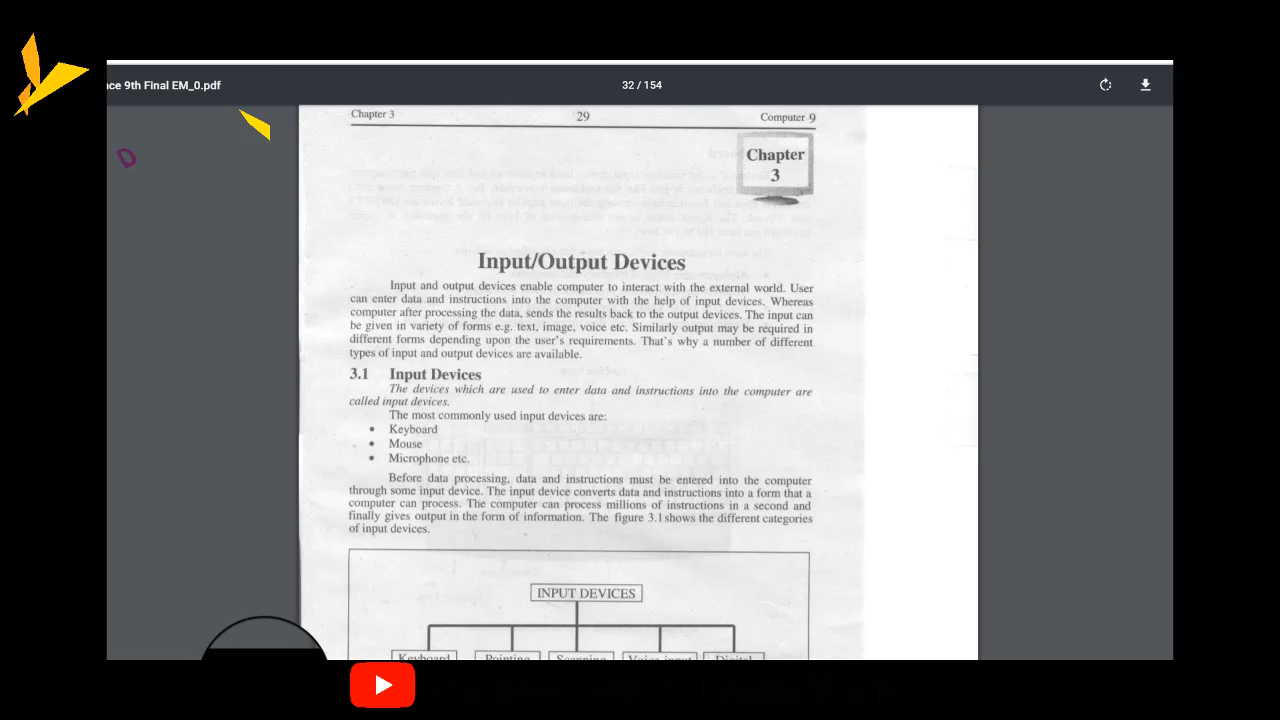 nce 9th Final EM_0.pdf
32 / 154
Chapter 3
29
Computer 9
Chapter
3
Input/Output Devices
Input and output devices enable computer to interact with the external world. User
can enter data and instructions into the computer with the help of input devices. Whereas
computer after processing the data, sends the results back to the output devices. The input can
be given in variety of forms e.g. text, image, voice etc. Similarly output may be required in
different forms depending upon the user's requirements. That's why a number of different
types of input and output devices are available.
3.1 Input Devices
The devices which are used to enter data and instructions into the computer are
called input devices.
The most commonly used input devices are:
• Keyboard
• Mouse
• Microphone etc.
Before data processing, data and instructions must be entered into the computer
through some input device. The input device converts data and instructions into a form that a
computer can process. The computer can process millions of instructions in a second and
finally gives output in the form of information. The figure 3.1 shows the different categories
of input devices.
INPUT DEVICES
Keyboard Pointing Scanning Voice input Digital